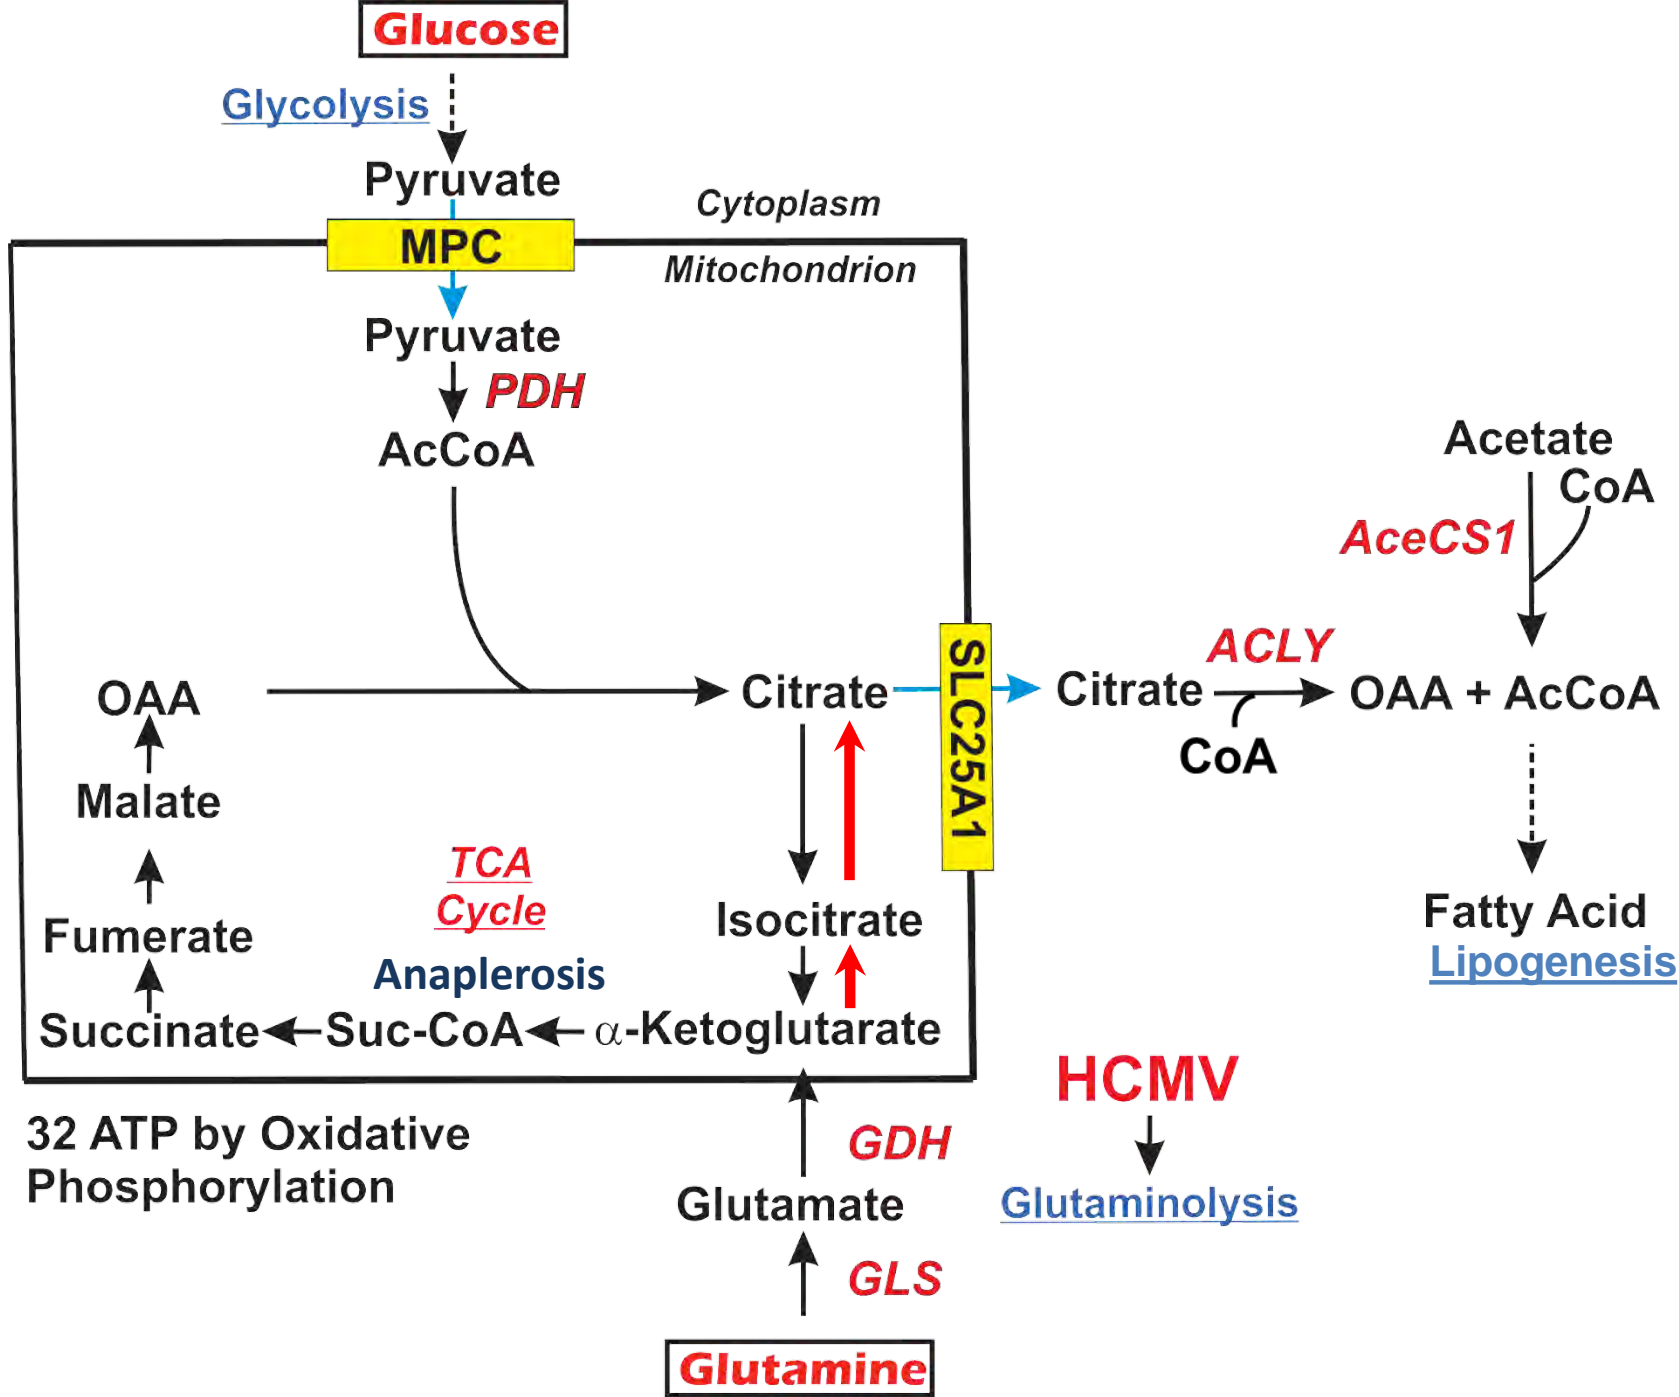 Glucose
Glycolysis
Pyruvate
Cytoplasm
MPC
Mitochondrion
Pyruvate
PDH
AcCoA
Acetate
CoA
AceCS1
SLC25A1
ACLY
OAA
Citrate
Citrate
OAA + AcCoA
CoA
Malate
TCA
Cycle
Isocitrate
Fatty Acid
Lipogenesis
Fumerate
Anaplerosis
Succinate
Suc-CoA
α-Ketoglutarate
HCMV
32 ATP by Oxidative
Phosphorylation
GDH
Glutamate
Glutaminolysis
GLS
Glutamine